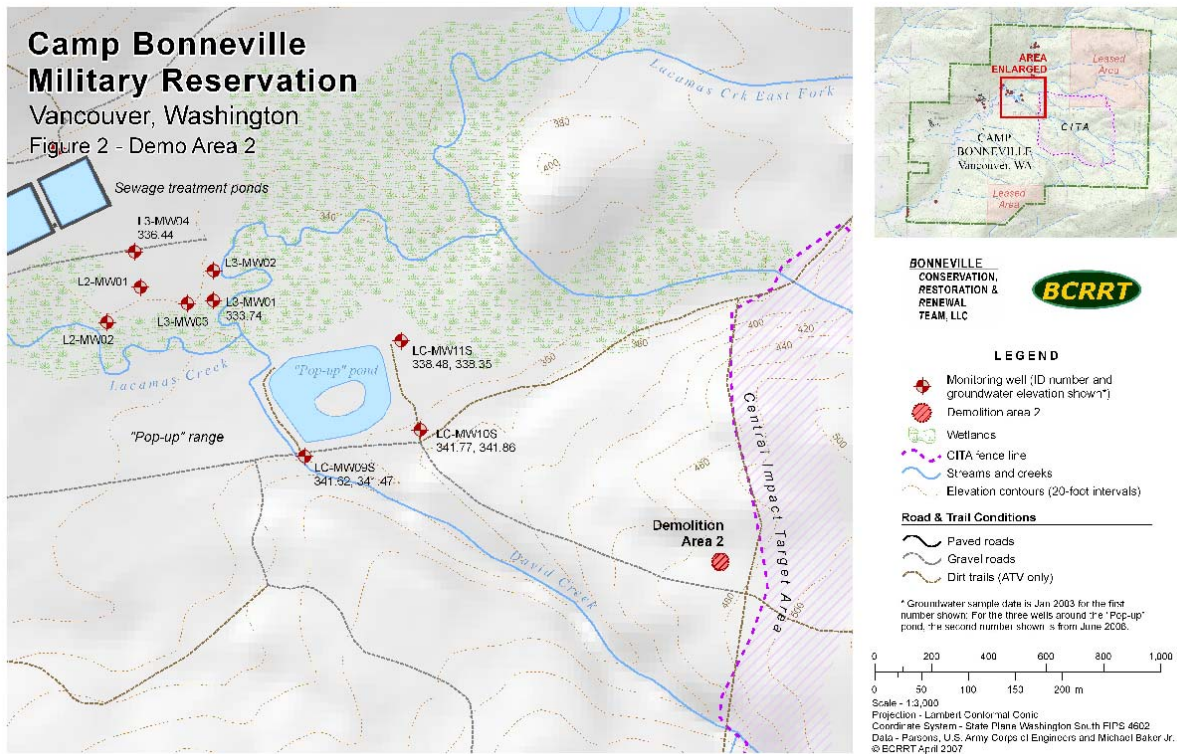 Camp Bonneville
Military Reservation
Vancouver, Washington
Figure 2 - Demo Area 2
Sewage treatment ponds
L3-MW04
336.44
L2-MW01
L3-MW02
L3-MW01
333.74
L3-MW03
L2-MW02
Lacamas Creek
340
Lacamas Crk East Fork
380
400
"Pop-up" pond
"Pop-up" range
LC-MW11S
338.48, 338.35
LC-MW10S
341.77, 341.86
LC-MW09S
David Creek
360
380
400
420
440
500
460
480
500
Demolition
Area 2
Central Impact Target Area
AREA
ENLARGED
Leased
Area
CITA
CAMP
BONNEVILLE
Vancouver, WA
Leased
Area
BONNEVILLE
CONSERVATION,
RESTORATION &
RENEWAL
TEAM, LLC
BCRRT
LEGEND
Monitoring well (ID number and
groundwater elevation shown*)
Demolition area 2
Wetlands
CITA fence line
Streams and creeks
Elevation contours (20-foot intervals)
Road & Trail Conditions
Paved roads
Gravel roads
Dirt trails (ATV only)
* Groundwater sample date is Jan 2003 for the first
number shown. For the three wells around the "Pop-up"
pond, the second number shown is from June 2006.
0 200 400 600 800 1,000
0 50 100 150 200 m
Scale - 1:3,000
Projection - Lambert Conformal Conic
Coordinate System - State Plane Washington South FIPS 4602
Data - Parsons, U.S. Army Corps of Engineers and Michael Baker Jr.
© BCRRT April 2007